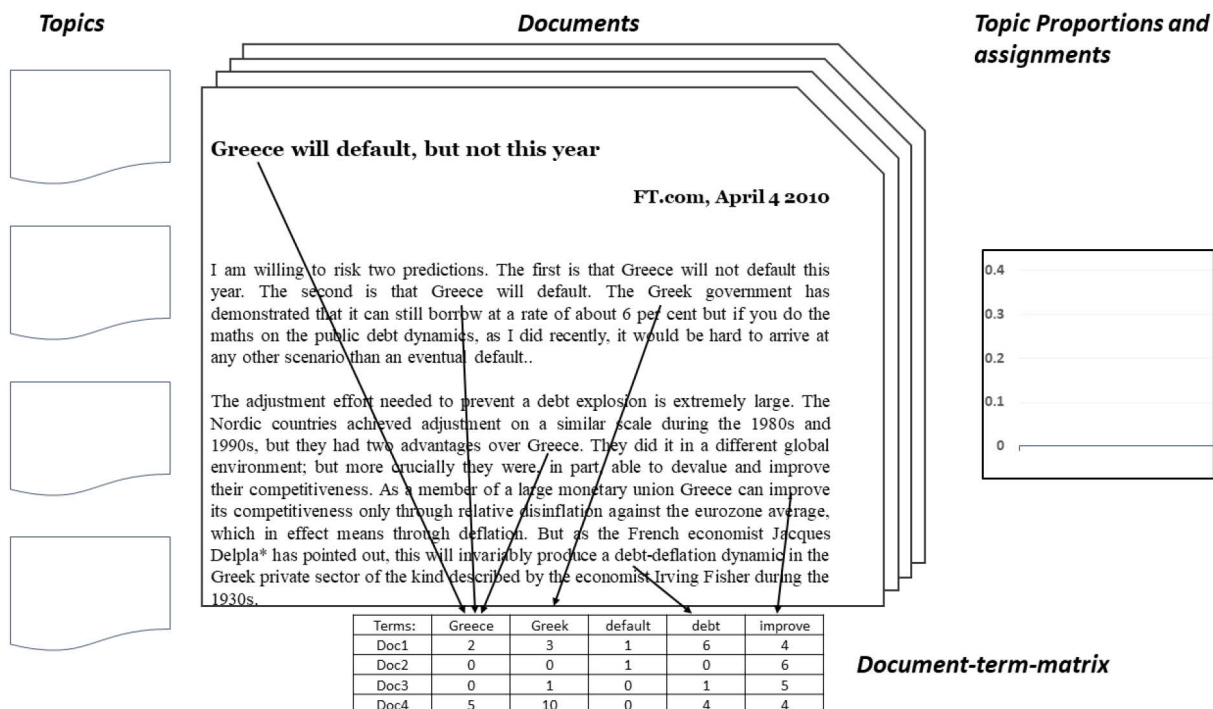 Topics
Documents
Topic Proportions and
assignments
Greece will default, but not this year
FT.com, April 4 2010
I am willing to risk two predictions. The first is that Greece will not default this
year. The second is that Greece will default. The Greek government has
demonstrated that it can still borrow at a rate of about 6 per cent but if you do the
maths on the public debt dynamics, as I did recently, it would be hard to arrive at
any other scenario than an eventual default..
The adjustment effort needed to prevent a debt explosion is extremely large. The
Nordic countries achieved adjustment on a similar scale during the 1980s and
1990s, but they had two advantages over Greece. They did it in a different global
environment; but more crucially they were, in part, able to devalue and improve
their competitiveness. As a member of a large monetary union Greece can improve
its competitiveness only through relative disinflation against the eurozone average,
which in effect means through deflation. But as the French economist Jacques
Delpla* has pointed out, this will invariably produce a debt-deflation dynamic in the
Greek private sector of the kind described by the economist Irving Fisher during the
1930s.
0.4
0.3
0.2
0.1
0
Terms: Greece Greek default debt improve
Doc1 2 3 1 6 4
Doc2 0 0 1 0 6
Doc3 0 1 0 1 5
Doc4 5 10 0 4 4
Document-term-matrix